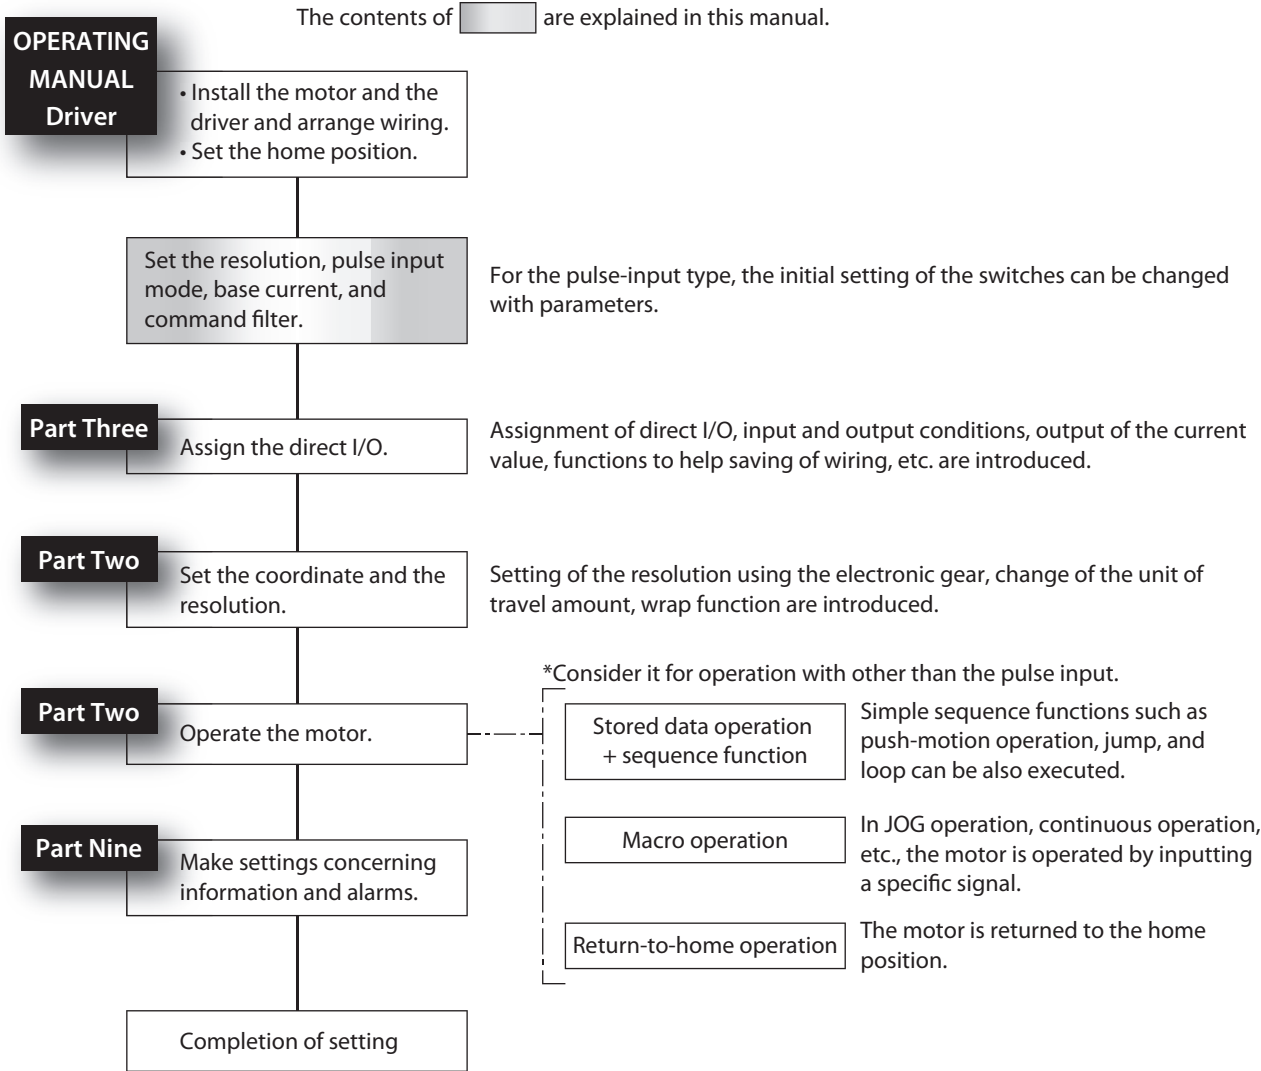 The contents of are explained in this manual.
OPERATING
MANUAL
Driver
• Install the motor and the
driver and arrange wiring.
• Set the home position.
Set the resolution, pulse input
mode, base current, and
command filter.
For the pulse-input type, the initial setting of the switches can be changed
with parameters.
Part Three
Assign the direct I/O.
Assignment of direct I/O, input and output conditions, output of the current
value, functions to help saving of wiring, etc. are introduced.
Part Two
Set the coordinate and the
resolution.
Setting of the resolution using the electronic gear, change of the unit of
travel amount, wrap function are introduced.
Part Two
Operate the motor.
*Consider it for operation with other than the pulse input.
Stored data operation
+ sequence function
Simple sequence functions such as
push-motion operation, jump, and
loop can be also executed.
Macro operation
In JOG operation, continuous operation,
etc., the motor is operated by inputting
a specific signal.
Return-to-home operation
The motor is returned to the home
position.
Part Nine
Make settings concerning
information and alarms.
Completion of setting